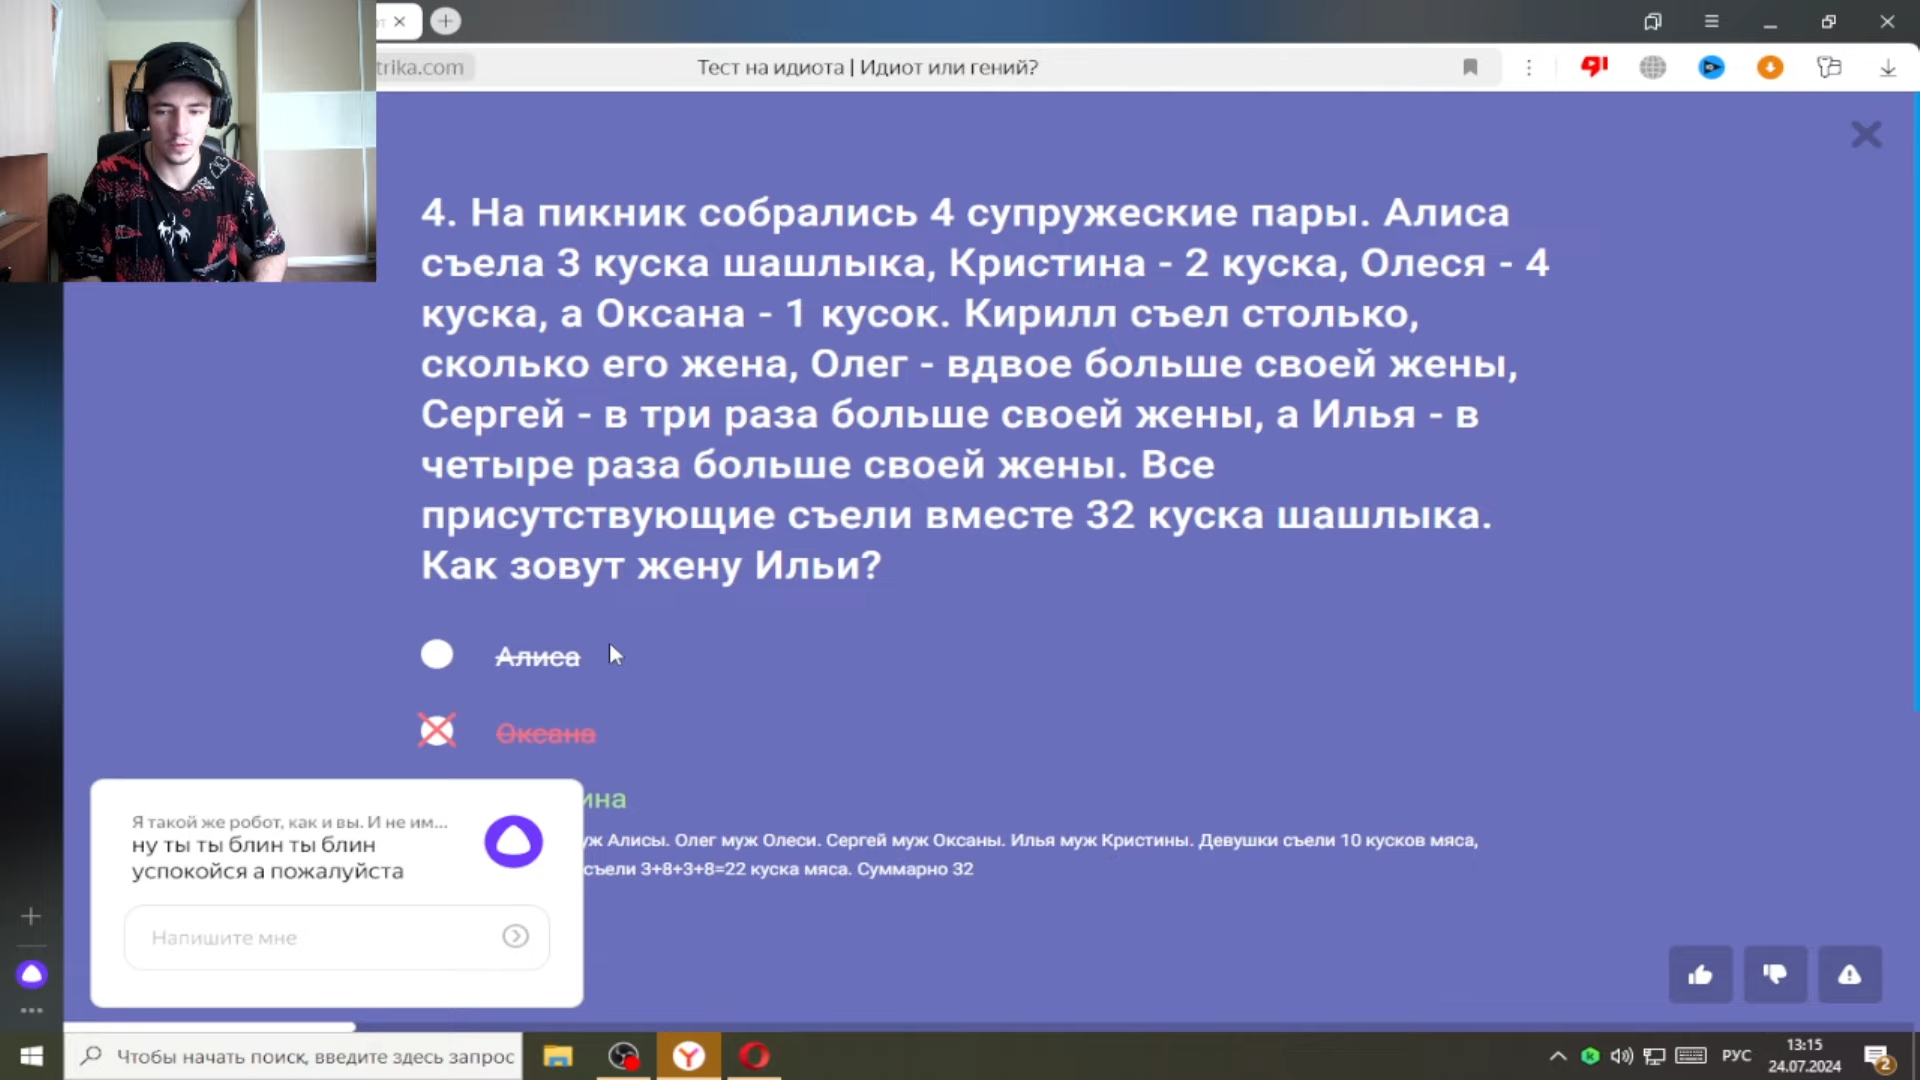 trika.com
Тест на идиота | Идиот или гений?
4. На пикник собрались 4 супружеские пары. Алиса
съела 3 куска шашлыка, Кристина - 2 куска, Олеся - 4
куска, а Оксана - 1 кусок. Кирилл съел столько,
сколько его жена, Олег - вдвое больше своей жены,
Сергей - в три раза больше своей жены, а Илья - в
четыре раза больше своей жены. Все
присутствующие съели вместе 32 куска шашлыка.
Как зовут жену Ильи?
Алиса
Оксана
ина
уж Алисы. Олег муж Олеси. Сергей муж Оксаны. Илья муж Кристины. Девушки съели 10 кусков мяса,
съели 3+8+3+8=22 куска мяса. Суммарно 32
Я такой же робот, как и вы. И не им...
ну ты ты блин ты блин
успокойся а пожалуйста
Напишите мне
Чтобы начать поиск, введите здесь запрос
РУС
13:15
24.07.2024
2